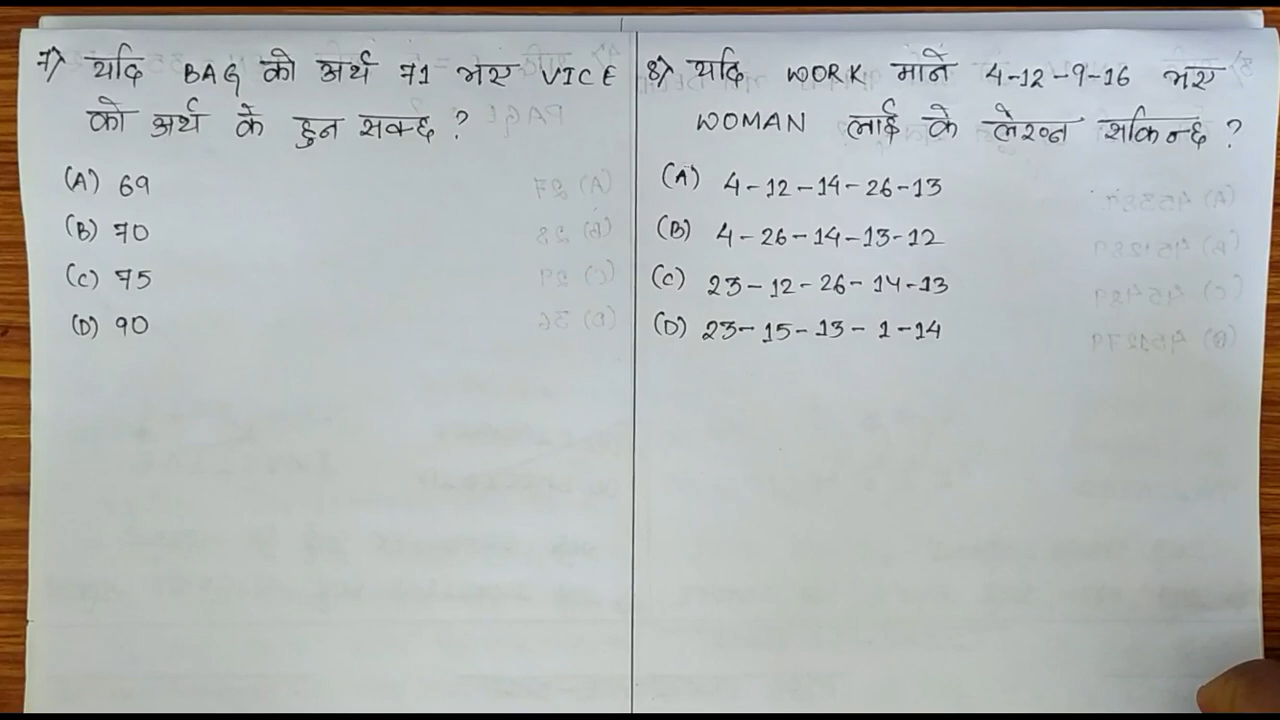 7) यदि BAG को अर्थ 71 भए VICE
को अर्थ के हुन सक्छ ?
(A) 69
(B) 70
(C) 75
(D) 90
8) यदि WORK माने 4-12-9-16 भए
WOMAN लाई के लेख्न सकिन्छ ?
(A) 4-12-14-26-13
(B) 4-26-14-13-12
(C) 23-12-26-14-13
(D) 23-15-13-1-14